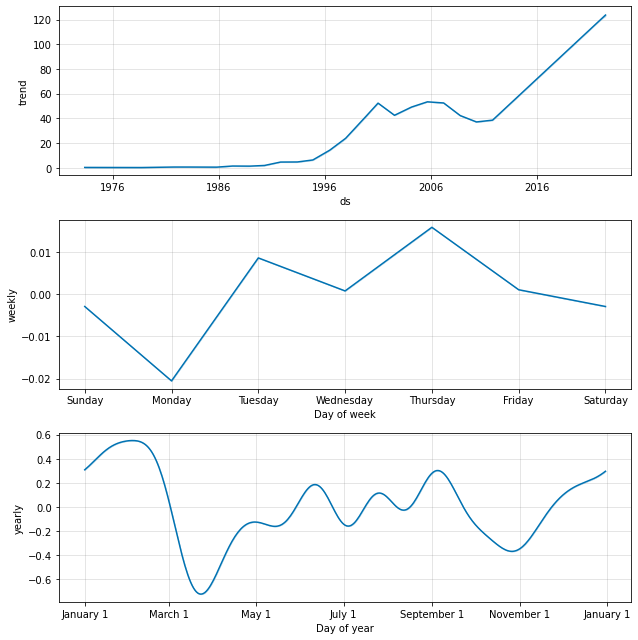 120
100
80
60
40
20
0
trend
1976 1986 1996 2006 2016
ds
0.01
0.00
−0.01
−0.02
weekly
Sunday Monday Tuesday Wednesday Thursday Friday Saturday
Day of week
0.6
0.4
0.2
0.0
−0.2
−0.4
−0.6
yearly
January 1 March 1 May 1 July 1 September 1 November 1 January 1
Day of year